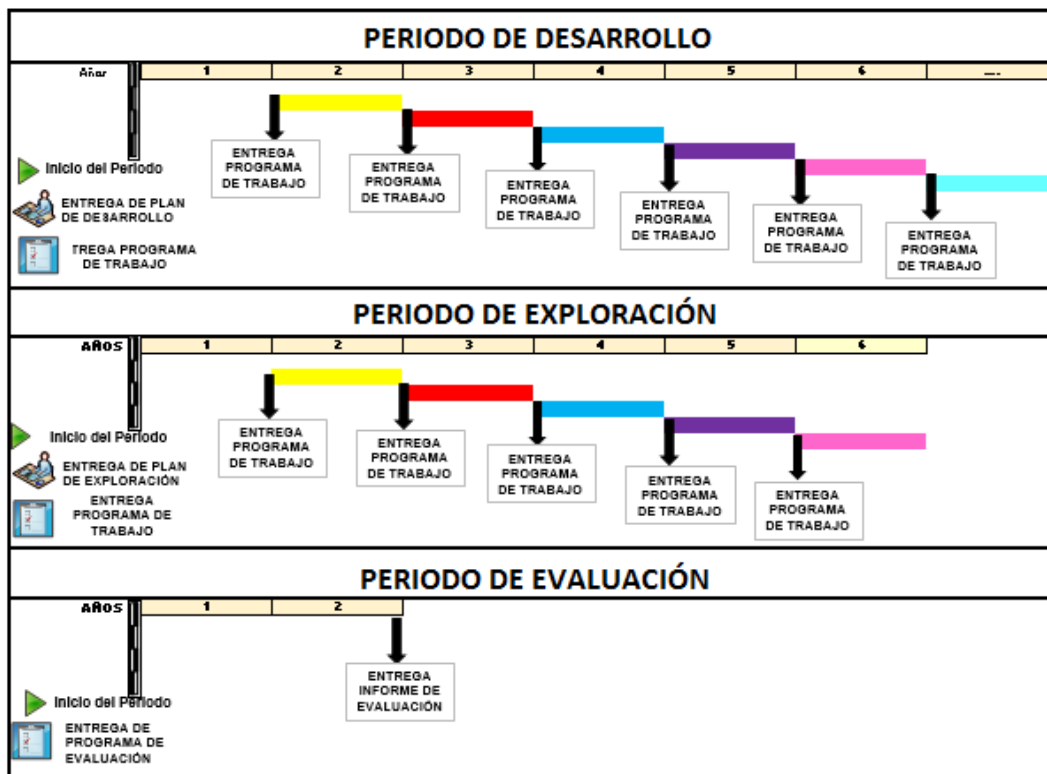 PERIODO DE DESARROLLO
Añor 1 2 3 4 5 6 ....
ENTREGA
PROGRAMA
DE TRABAJO
ENTREGA
PROGRAMA
DE TRABAJO
ENTREGA
PROGRAMA
DE TRABAJO
ENTREGA
PROGRAMA
DE TRABAJO
ENTREGA
PROGRAMA
DE TRABAJO
ENTREGA
PROGRAMA
DE TRABAJO
Inicio del Periodo
ENTREGA DE PLAN
DE DESARROLLO
TREGA PROGRAMA
DE TRABAJO
PERIODO DE EXPLORACIÓN
AÑOS 1 2 3 4 5 6
ENTREGA
PROGRAMA
DE TRABAJO
ENTREGA
PROGRAMA
DE TRABAJO
ENTREGA
PROGRAMA
DE TRABAJO
ENTREGA
PROGRAMA
DE TRABAJO
ENTREGA
PROGRAMA
DE TRABAJO
Inicio del Periodo
ENTREGA DE PLAN
DE EXPLORACIÓN
ENTREGA
PROGRAMA DE
TRABAJO
PERIODO DE EVALUACIÓN
AÑOS 1 2
ENTREGA
INFORME DE
EVALUACIÓN
Inicio del Periodo
ENTREGA DE
PROGRAMA DE
EVALUACIÓN